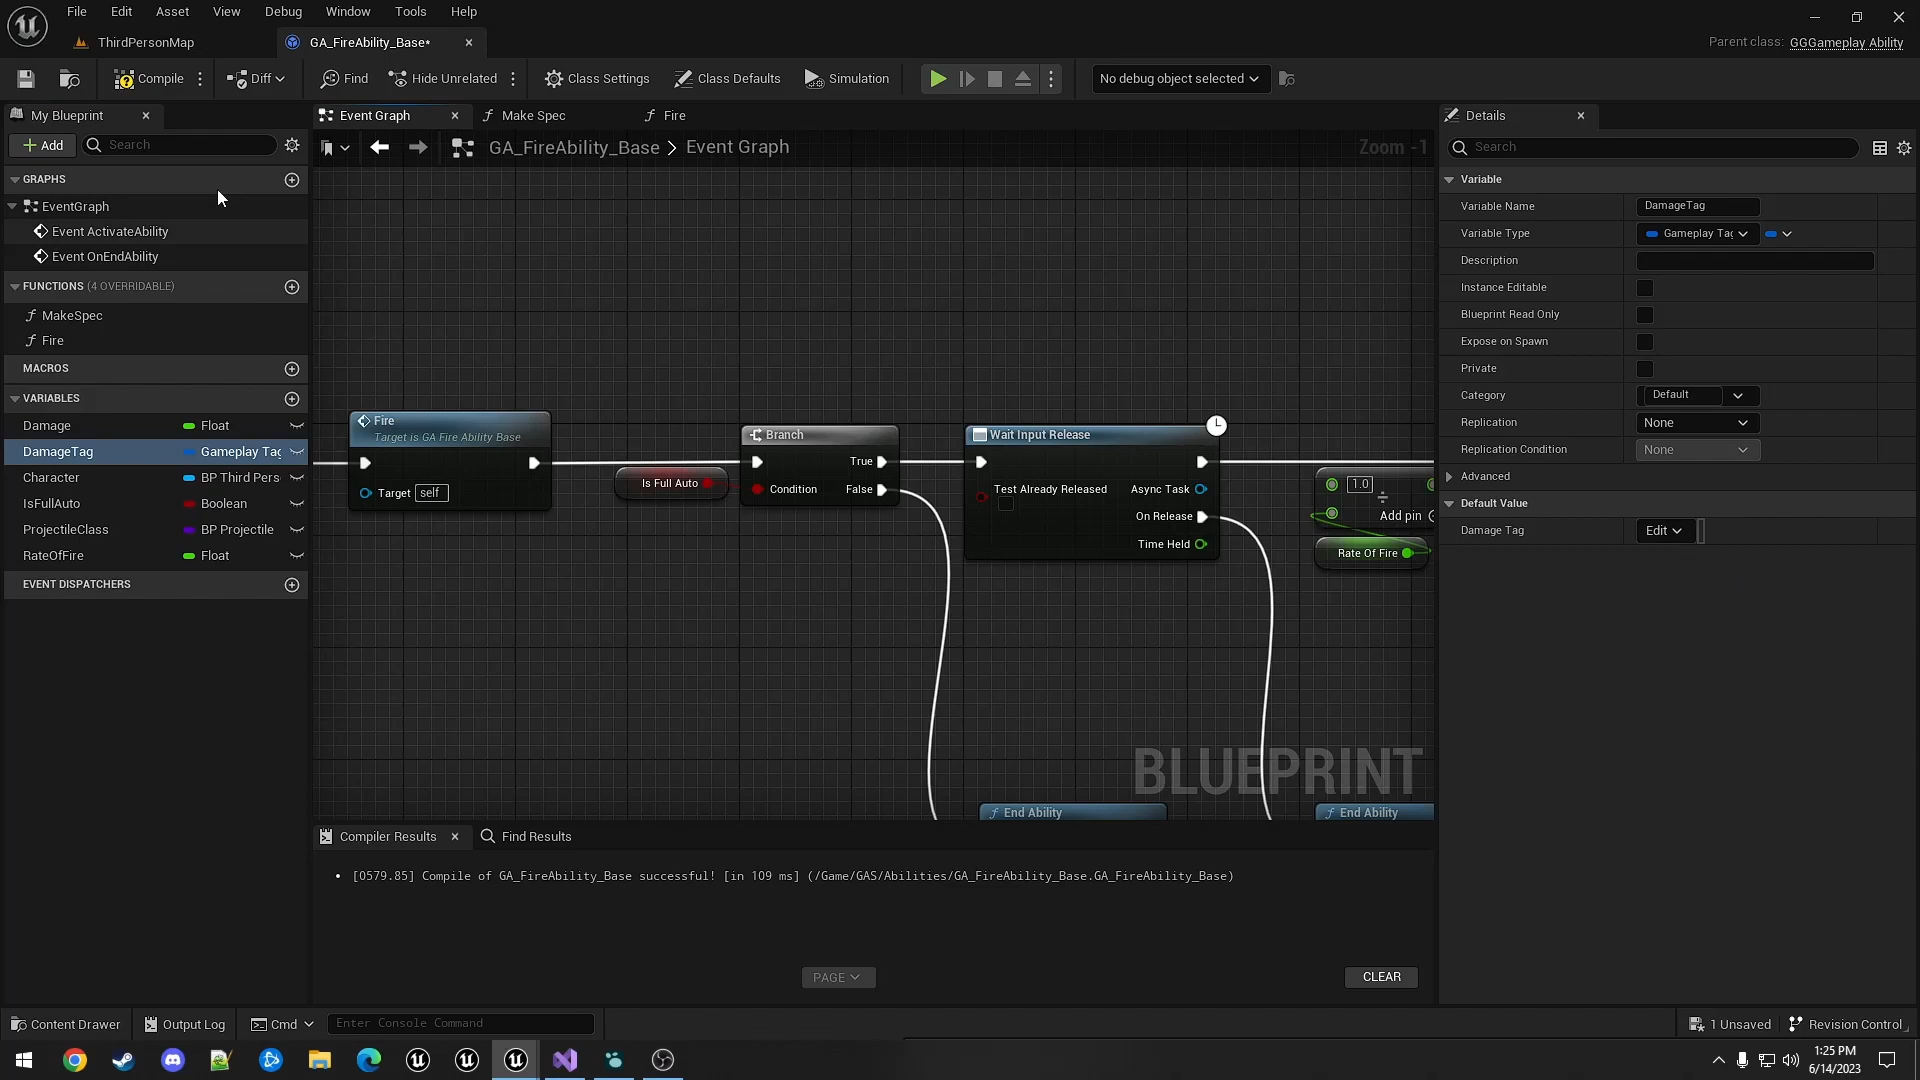 File Edit Asset View Debug Window Tools Help
ThirdPersonMap
GA_FireAbility_Base*
Parent class: GGGameplay Ability
Compile
Diff
Find
Hide Unrelated
Class Settings
Class Defaults
Simulation
No debug object selected
My Blueprint
Add
Search
GRAPHS
EventGraph
Event ActivateAbility
Event OnEndAbility
FUNCTIONS (4 OVERRIDABLE)
MakeSpec
Fire
MACROS
VARIABLES
Damage Float
DamageTag Gameplay Tag
Character BP Third Pers
IsFullAuto Boolean
ProjectileClass BP Projectile
RateOfFire Float
EVENT DISPATCHERS
Event Graph
Make Spec
Fire
GA_FireAbility_Base > Event Graph
Zoom -1
Fire
Target is GA Fire Ability Base
Target self
Is Full Auto
Branch
True
Condition False
Wait Input Release
Test Already Released Async Task
On Release
Time Held
1.0
Add pin
Rate Of Fire
BLUEPRINT
End Ability
End Ability
Compiler Results
Find Results
[0579.85] Compile of GA_FireAbility_Base successful! [in 109 ms] (/Game/GAS/Abilities/GA_FireAbility_Base.GA_FireAbility_Base)
PAGE
CLEAR
Details
Search
Variable
Variable Name DamageTag
Variable Type Gameplay Tag
Description
Instance Editable
Blueprint Read Only
Expose on Spawn
Private
Category Default
Replication None
Replication Condition None
Advanced
Default Value
Damage Tag Edit
Content Drawer
Output Log
Cmd
Enter Console Command
1 Unsaved
Revision Control
1:25 PM
6/14/2023